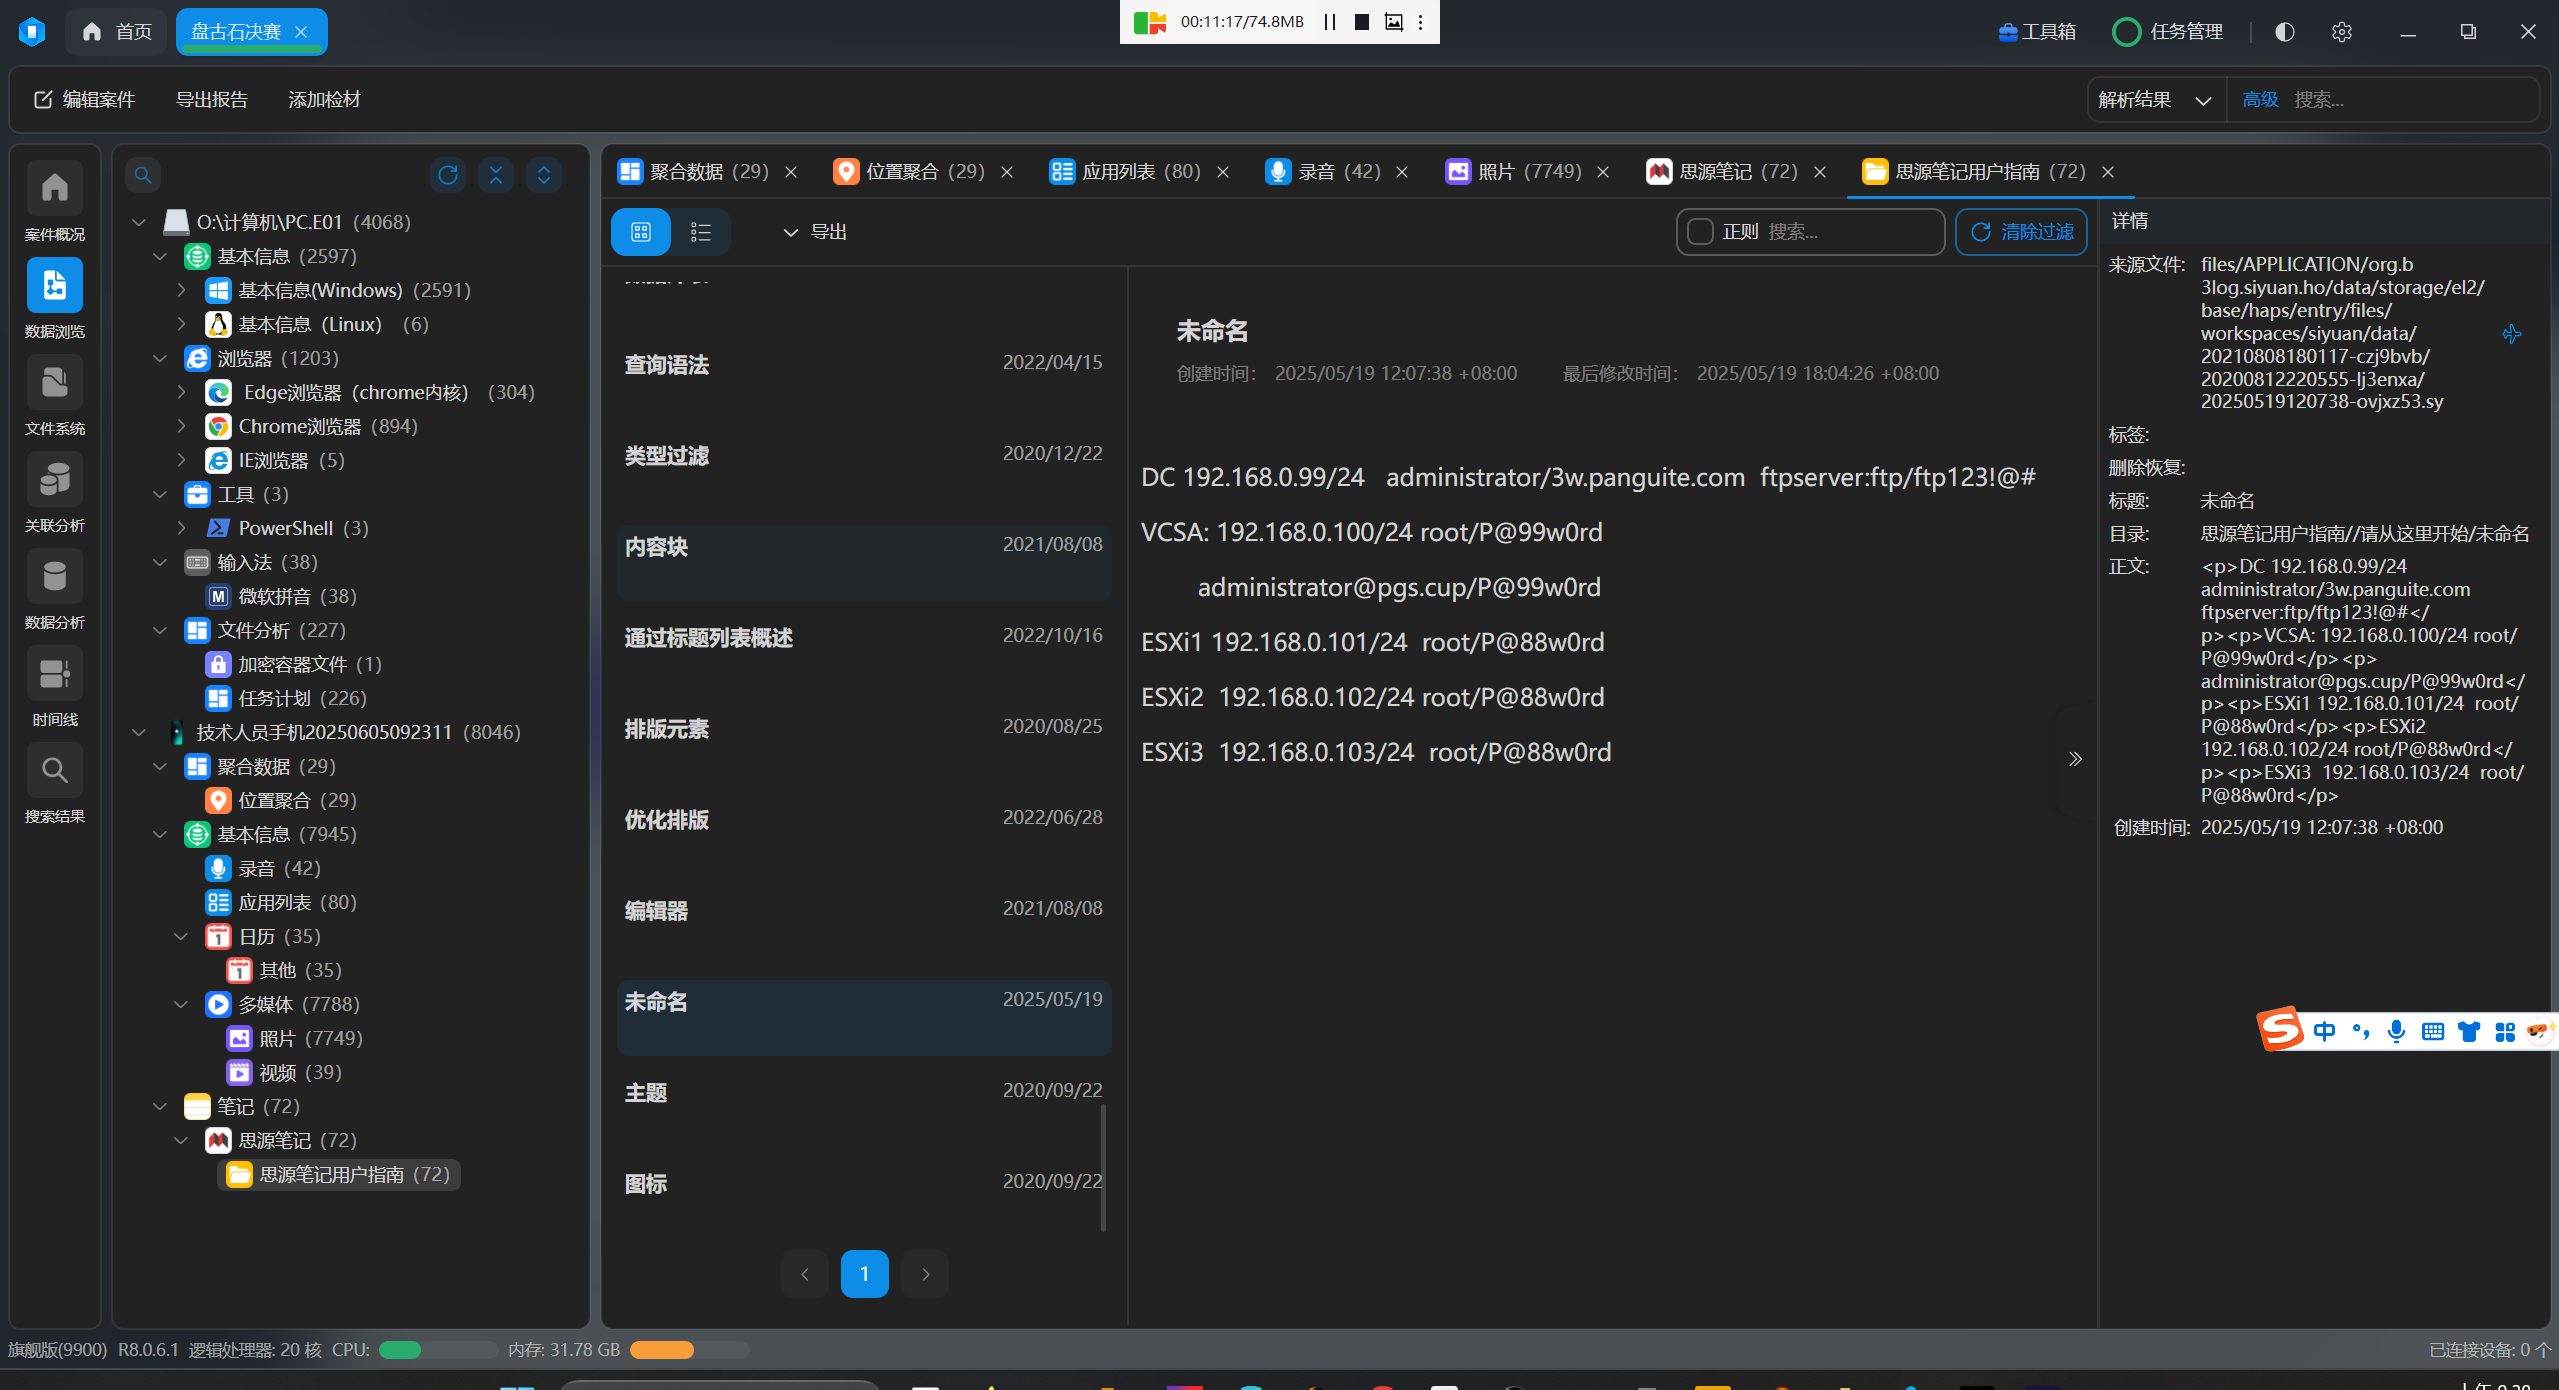 首页
盘古石决赛
00:11:17/74.8MB
工具箱
任务管理
编辑案件
导出报告
添加检材
解析结果
高级
搜索...
案件概况
数据浏览
文件系统
关联分析
数据分析
时间线
搜索结果
O:\计算机\PC.E01 (4068)
基本信息 (2597)
基本信息(Windows) (2591)
基本信息（Linux） (6)
浏览器 (1203)
Edge浏览器（chrome内核） (304)
Chrome浏览器 (894)
IE浏览器 (5)
工具 (3)
PowerShell (3)
输入法 (38)
微软拼音 (38)
文件分析 (227)
加密容器文件 (1)
任务计划 (226)
技术人员手机20250605092311 (8046)
聚合数据 (29)
位置聚合 (29)
基本信息 (7945)
录音 (42)
应用列表 (80)
日历 (35)
其他 (35)
多媒体 (7788)
照片 (7749)
视频 (39)
笔记 (72)
思源笔记 (72)
思源笔记用户指南 (72)
聚合数据 (29)
位置聚合 (29)
应用列表 (80)
录音 (42)
照片 (7749)
思源笔记 (72)
思源笔记用户指南 (72)
导出
正则 搜索...
清除过滤
查询语法 2022/04/15
类型过滤 2020/12/22
内容块 2021/08/08
通过标题列表概述 2022/10/16
排版元素 2020/08/25
优化排版 2022/06/28
编辑器 2021/08/08
未命名 2025/05/19
主题 2020/09/22
图标 2020/09/22
1
未命名
创建时间: 2025/05/19 12:07:38 +08:00 最后修改时间: 2025/05/19 18:04:26 +08:00
DC 192.168.0.99/24 administrator/3w.panguite.com ftpserver:ftp/ftp123!@#
VCSA: 192.168.0.100/24 root/P@99w0rd
administrator@pgs.cup/P@99w0rd
ESXi1 192.168.0.101/24 root/P@88w0rd
ESXi2 192.168.0.102/24 root/P@88w0rd
ESXi3 192.168.0.103/24 root/P@88w0rd
详情
来源文件: files/APPLICATION/org.b
3log.siyuan.ho/data/storage/el2/
base/haps/entry/files/
workspaces/siyuan/data/
20210808180117-czj9bvb/
20200812220555-lj3enxa/
20250519120738-ovjxz53.sy
标签:
删除恢复:
标题: 未命名
目录: 思源笔记用户指南//请从这里开始/未命名
正文: <p>DC 192.168.0.99/24
administrator/3w.panguite.com
ftpserver:ftp/ftp123!@#</
p><p>VCSA: 192.168.0.100/24 root/
P@99w0rd</p><p>
administrator@pgs.cup/P@99w0rd</
p><p>ESXi1 192.168.0.101/24 root/
P@88w0rd</p><p>ESXi2
192.168.0.102/24 root/P@88w0rd</
p><p>ESXi3 192.168.0.103/24 root/
P@88w0rd</p>
创建时间: 2025/05/19 12:07:38 +08:00
中
旗舰版(9900) R8.0.6.1 逻辑处理器: 20 核 CPU: 内存: 31.78 GB
已连接设备: 0 个